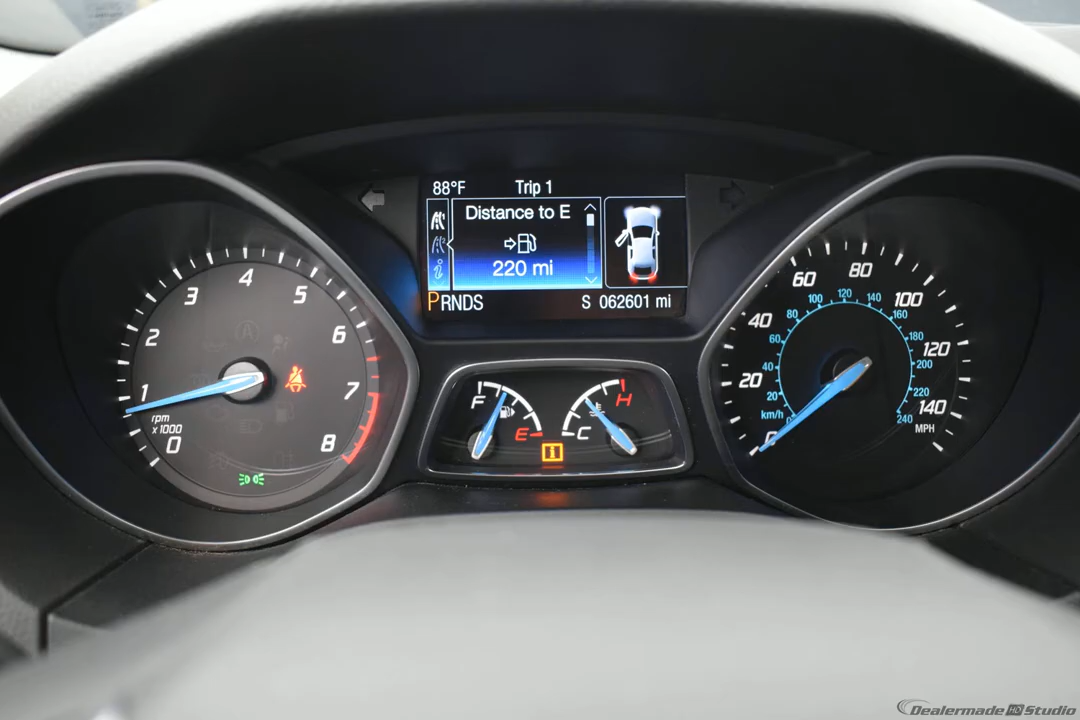 88°F Trip 1
Distance to E
220 mi
PRNDS S 062601 mi
0 1 2 3 4 5 6 7 8
rpm
x 1000
F E
C H
0 20 40 60 80 100 120 140
MPH
20 40 60 80 100 120 140 160 180 200 220 240
km/h
Dealermade HD Studio